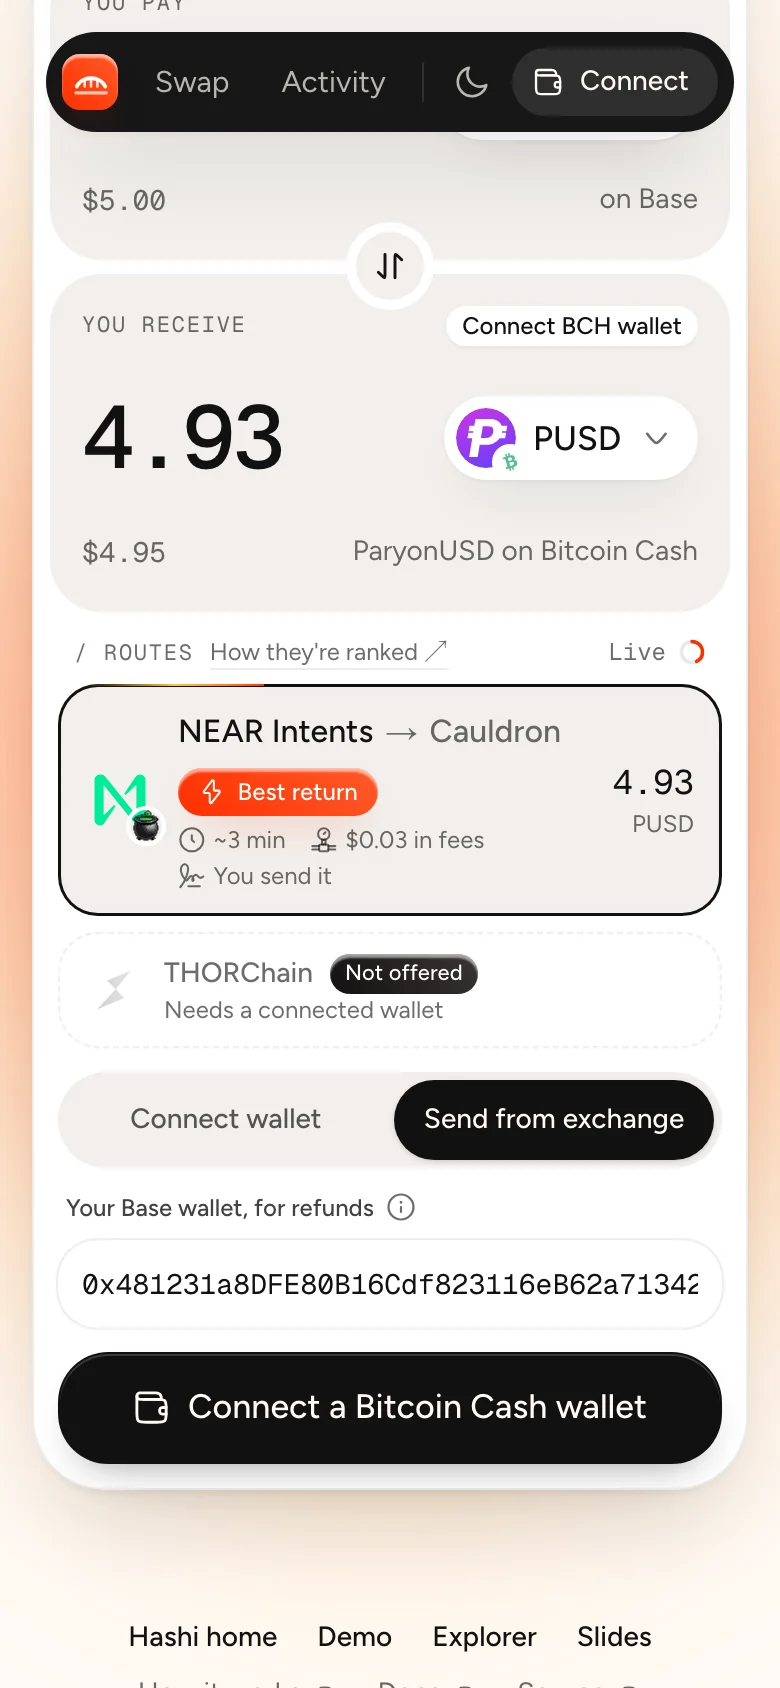 YOU PAY
Swap Activity Connect
$5.00 on Base
YOU RECEIVE Connect BCH wallet
4.93 PUSD
$4.95 ParyonUSD on Bitcoin Cash
/ ROUTES How they're ranked Live
NEAR Intents → Cauldron
Best return
4.93
~3 min $0.03 in fees
PUSD
You send it
THORChain Not offered
Needs a connected wallet
Connect wallet Send from exchange
Your Base wallet, for refunds
0x481231a8DFE80B16Cdf823116eB62a71342
Connect a Bitcoin Cash wallet
Hashi home Demo Explorer Slides